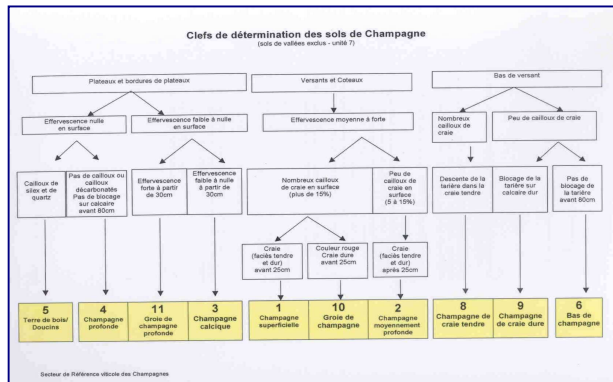 Clefs de détermination des sols de Champagne
(sols de vallées exclus - unité 7)
Plateaux et bordures de plateaux
Versants et Coteaux
Bas de versant
Effervescence nulle
en surface
Effervescence faible à nulle
en surface
Effervescence moyenne à forte
Nombreux
cailloux de
craie
Peu de cailloux de craie
Cailloux de
silex et de
quartz
Pas de cailloux ou
cailloux
décarbonatés
Pas de blocage
sur calcaire
avant 80cm
Effervescence
forte à partir
de 30cm
Effervescence
faible à nulle
à partir de
30cm
Nombreux cailloux
de craie en surface
(plus de 15%)
Peu
de cailloux
de craie en
surface
(5 à 15%)
Descente de la
tarière dans la
craie tendre
Blocage de la
tarière sur
calcaire dur
Pas de
blocage de
la tarière
avant 80cm
Craie
(faciès tendre
et dur)
avant 25cm
Couleur rouge
Craie dure
avant 25cm
Craie
(faciès tendre
et dur)
après 25cm
5
Terre de bois/
Doucine
4
Champagne
profonde
11
Groie de
champagne
profonde
3
Champagne
calcique
1
Champagne
superficielle
10
Groie de
champagne
2
Champagne
moyennement
profonde
8
Champagne de
craie tendre
9
Champagne
de craie dure
6
Bas de
champagne
Secteur de Référence viticole des Champagnes